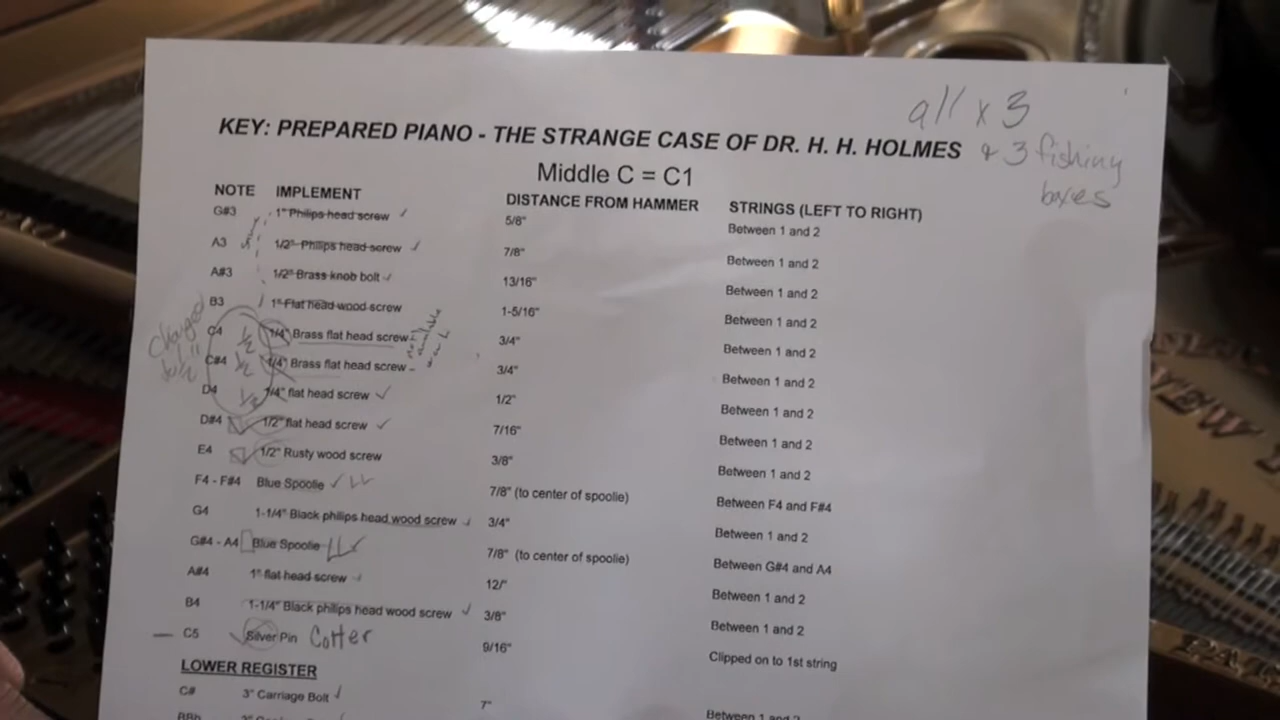 all x 3
KEY: PREPARED PIANO - THE STRANGE CASE OF DR. H. H. HOLMES & 3 fishing
boxes
Middle C = C1
NOTE IMPLEMENT DISTANCE FROM HAMMER STRINGS (LEFT TO RIGHT)
G#3 1" Philips head screw 5/8" Between 1 and 2
A3 1/2" Philips head screw 7/8" Between 1 and 2
A#3 1/2" Brass knob bolt 13/16" Between 1 and 2
B3 1" Flat head wood screw 1-5/16" Between 1 and 2
changed
C4 1/2 1/4" Brass flat head screw 3/4" Between 1 and 2
C#4 1/2 1/4" Brass flat head screw 3/4" Between 1 and 2
D4 1/2 1/4" flat head screw 1/2" Between 1 and 2
D#4 1/2" flat head screw 7/16" Between 1 and 2
E4 1/2" Rusty wood screw 3/8" Between 1 and 2
F4 - F#4 Blue Spoolie 7/8" (to center of spoolie) Between F4 and F#4
G4 1-1/4" Black philips head wood screw 3/4" Between 1 and 2
G#4 - A4 Blue Spoolie 7/8" (to center of spoolie) Between G#4 and A4
A#4 1" flat head screw 12/" Between 1 and 2
B4 1-1/4" Black philips head wood screw 3/8" Between 1 and 2
C5 Silver Pin Cotter 9/16" Clipped on to 1st string
LOWER REGISTER
C# 3" Carriage Bolt 7" Between 1 and 2